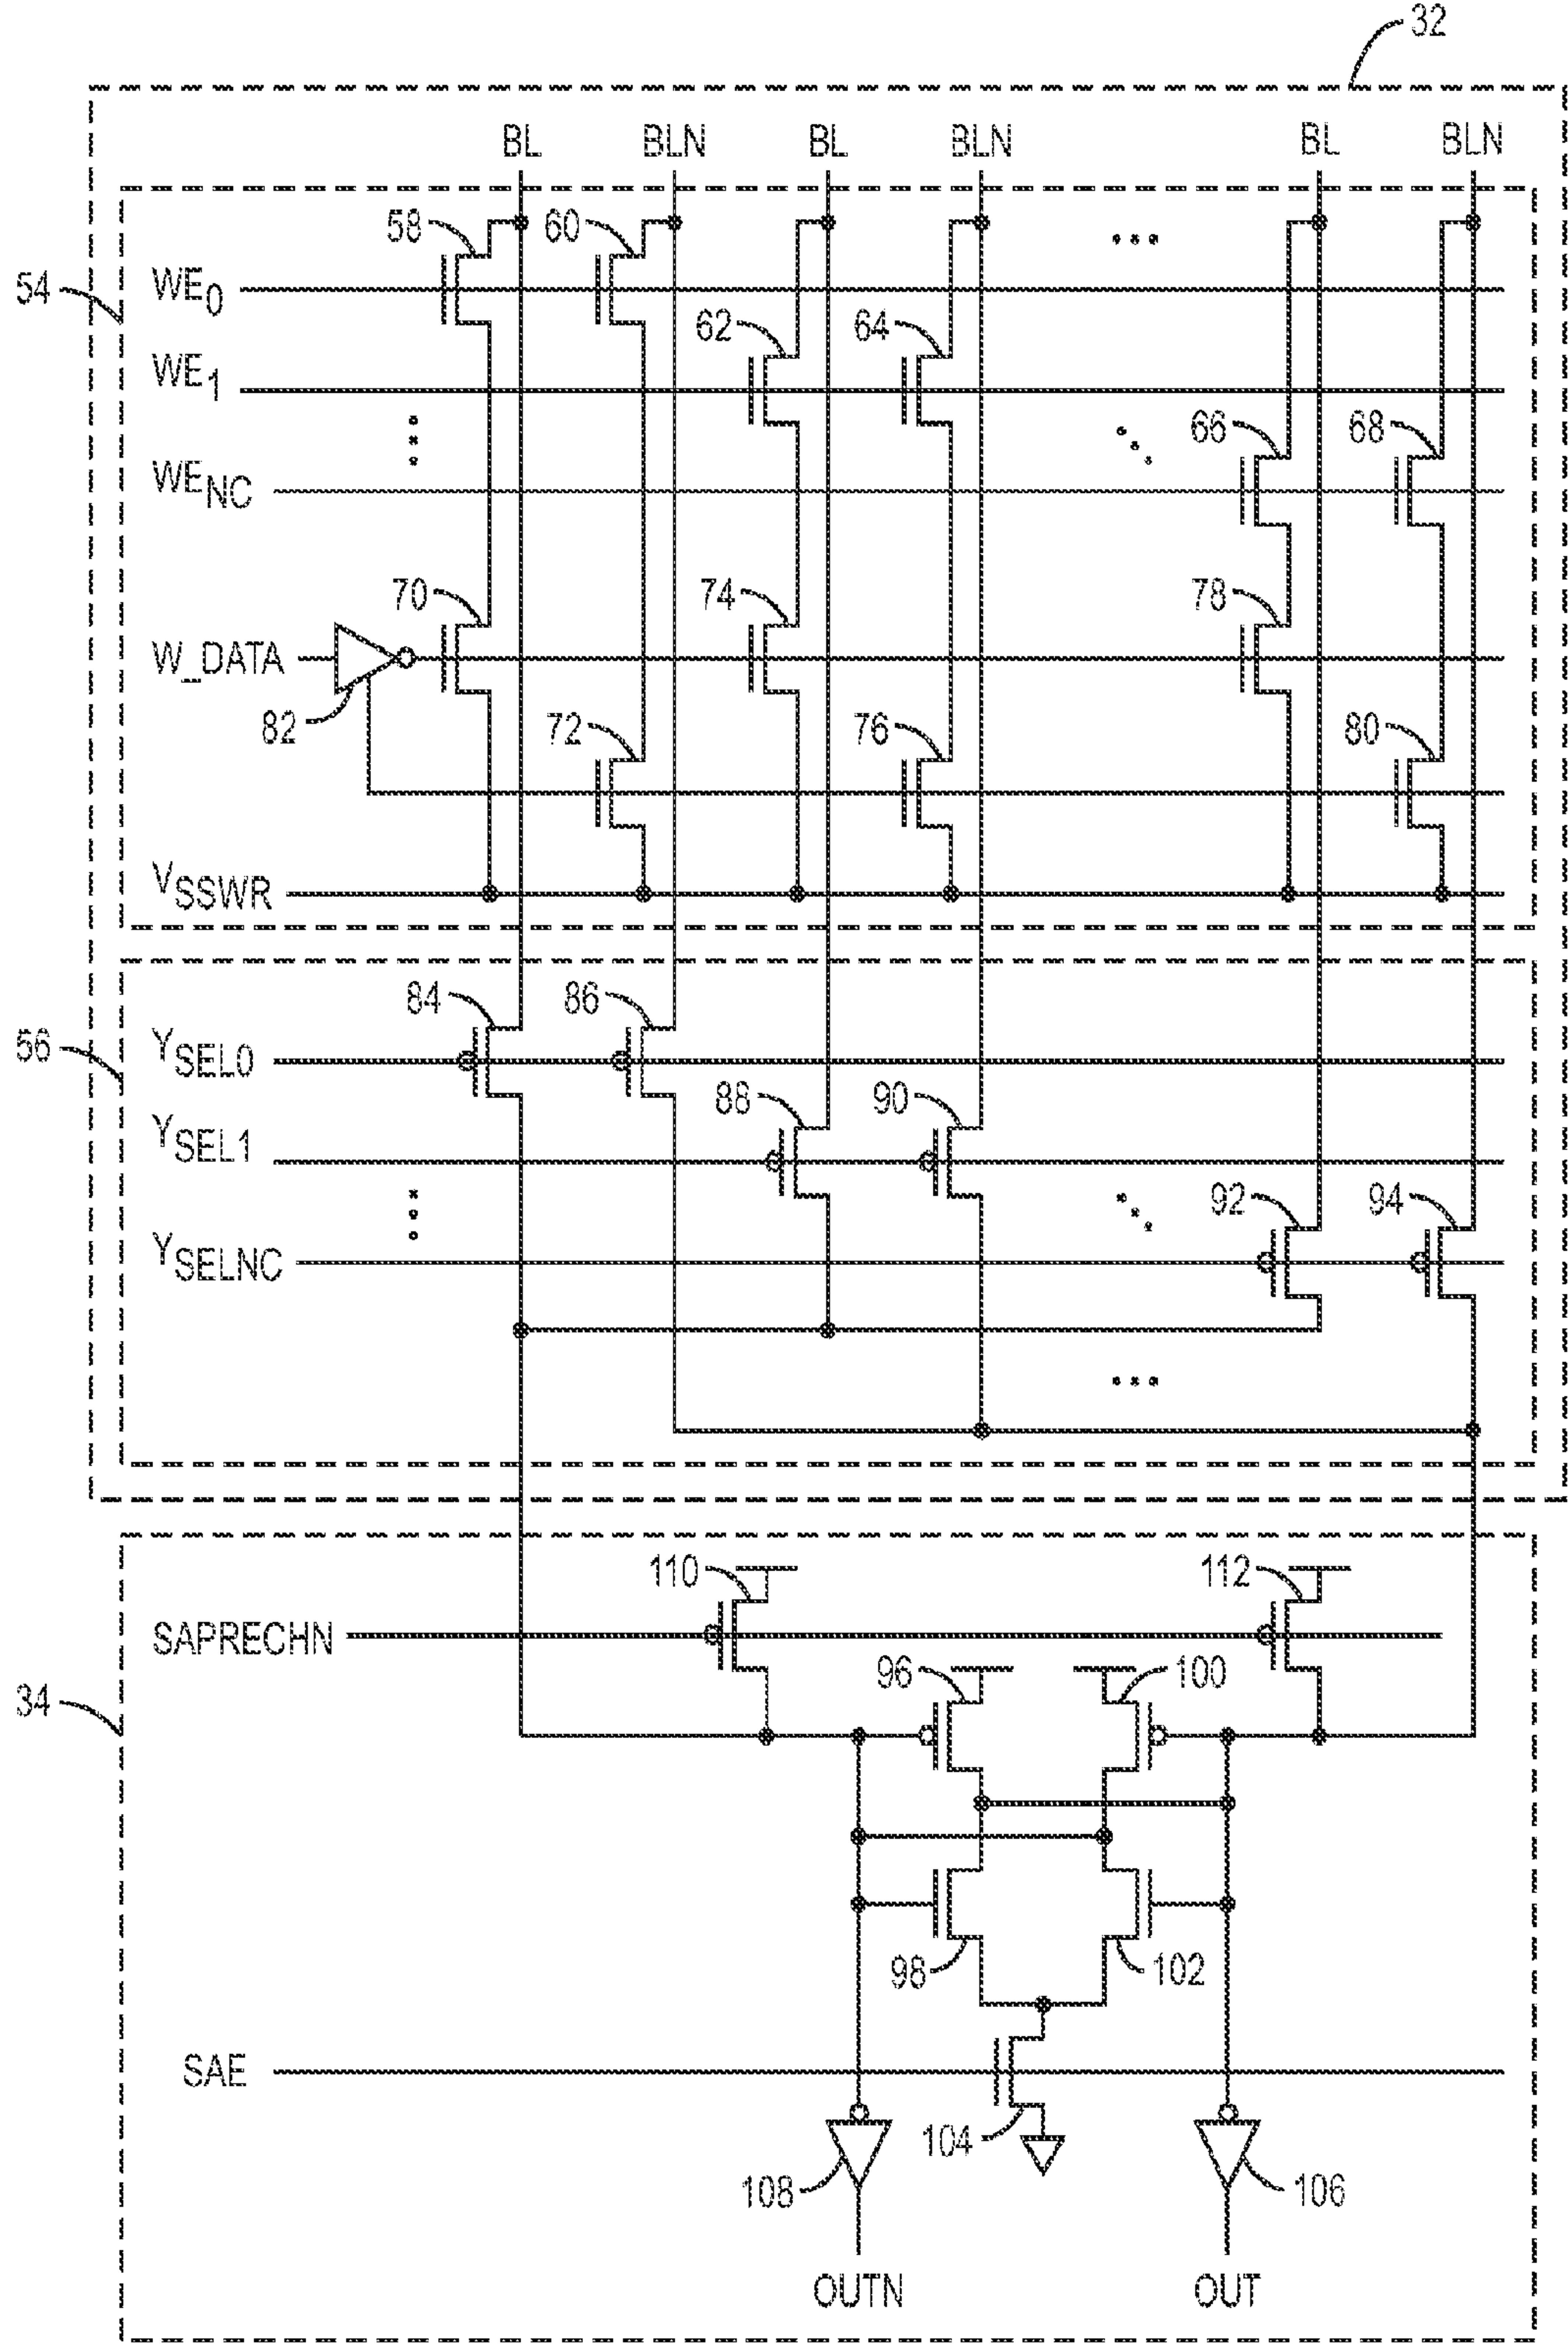 32
BL BLN BL BLN BL BLN
58 60
54 WE0
62 64
WE1
66 68
WENC
70 74 78
W_DATA
82 72 76 80
VSSWR
84 86
56 YSEL0
88 90
YSEL1
92 94
YSELNC
110 112
SAPRECHN
34 96 100
98 102
SAE
104
108 106
OUTN OUT